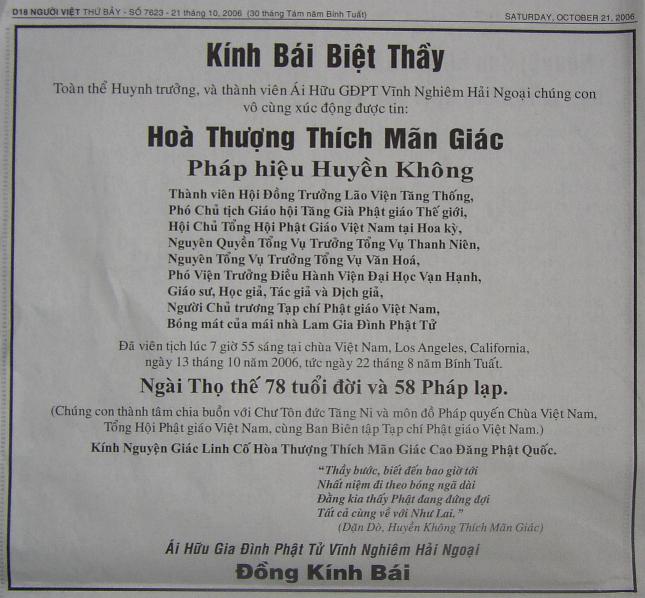 D18 NGƯỜI VIỆT THỨ BẢY - SỐ 7623 - 21 tháng 10, 2006 (30 tháng Tám năm Bính Tuất)
SATURDAY, OCTOBER 21, 2006
Kính Bái Biệt Thầy
Toàn thể Huynh trưởng, và thành viên Ái Hữu GĐPT Vĩnh Nghiêm Hải Ngoại chúng con
vô cùng xúc động được tin:
Hoà Thượng Thích Mãn Giác
Pháp hiệu Huyền Không
Thành viên Hội Đồng Trưởng Lão Viện Tăng Thống,
Phó Chủ tịch Giáo hội Tăng Già Phật giáo Thế giới,
Hội Chủ Tổng Hội Phật Giáo Việt Nam tại Hoa kỳ,
Nguyên Quyền Tổng Vụ Trưởng Tổng Vụ Thanh Niên,
Nguyên Tổng Vụ Trưởng Tổng Vụ Văn Hoá,
Phó Viện Trưởng Điều Hành Viện Đại Học Vạn Hạnh,
Giáo sư, Học giả, Tác giả và Dịch giả,
Người Chủ trương Tạp chí Phật giáo Việt Nam,
Bóng mát của mái nhà Lam Gia Đình Phật Tử
Đã viên tịch lúc 7 giờ 55 sáng tại chùa Việt Nam, Los Angeles, California,
ngày 13 tháng 10 năm 2006, tức ngày 22 tháng 8 năm Bính Tuất.
Ngài Thọ thế 78 tuổi đời và 58 Pháp lạp.
(Chúng con thành tâm chia buồn với Chư Tôn đức Tăng Ni và môn đồ Pháp quyến Chùa Việt Nam,
Tổng Hội Phật giáo Việt Nam, cùng Ban Biên tập Tạp chí Phật giáo Việt Nam.)
Kính Nguyện Giác Linh Cố Hòa Thượng Thích Mãn Giác Cao Đăng Phật Quốc.
“Thầy bước, biết đến bao giờ tới
Nhất niệm đi theo bóng ngã dài
Đằng kia thấy Phật đang đứng đợi
Tất cả cùng về với Như Lai.”
(Dặn Dò, Huyền Không Thích Mãn Giác)
Ái Hữu Gia Đình Phật Tử Vĩnh Nghiêm Hải Ngoại
Đồng Kính Bái